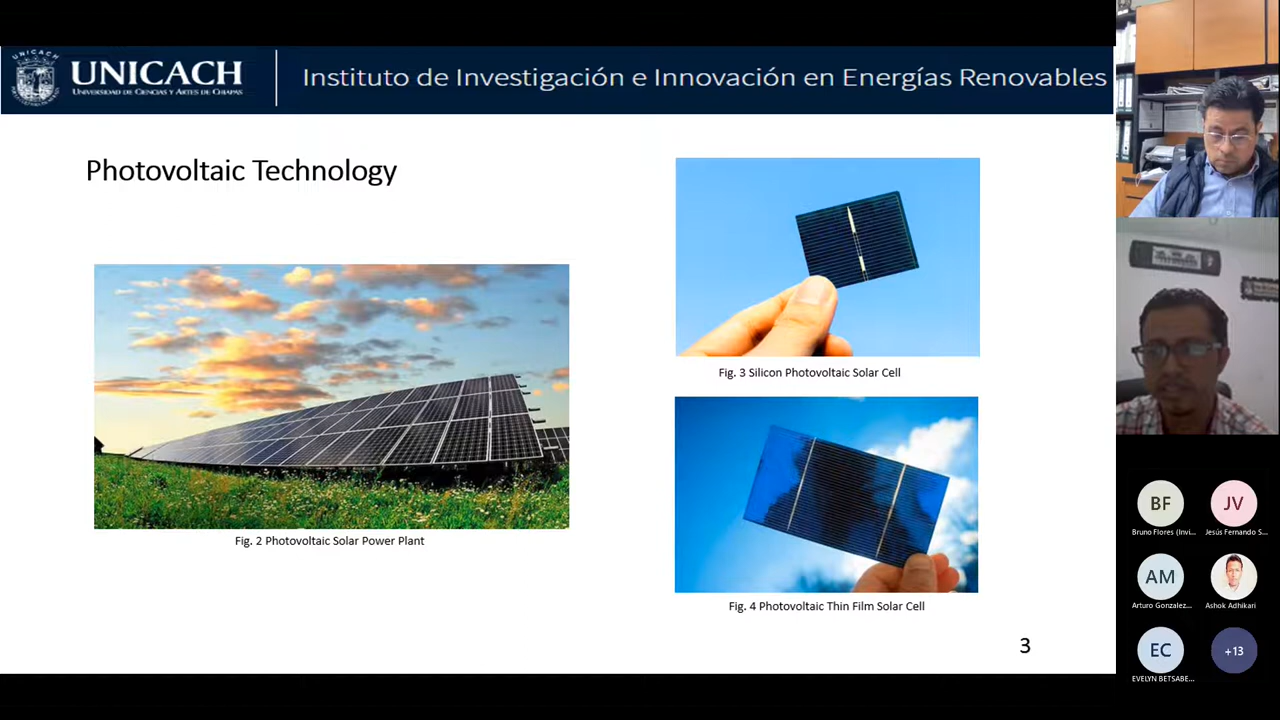 UNICACH
UNICACH
UNIVERSIDAD DE CIENCIAS Y ARTES DE CHIAPAS
Instituto de Investigación e Innovación en Energías Renovables
Photovoltaic Technology
Fig. 3 Silicon Photovoltaic Solar Cell
Fig. 2 Photovoltaic Solar Power Plant
Fig. 4 Photovoltaic Thin Film Solar Cell
3
BF
JV
Bruno Flores (Invi...
Jesús Fernando S...
AM
Arturo Gonzalez...
Ashok Adhikari
EC
+13
EVELYN BETSABE...